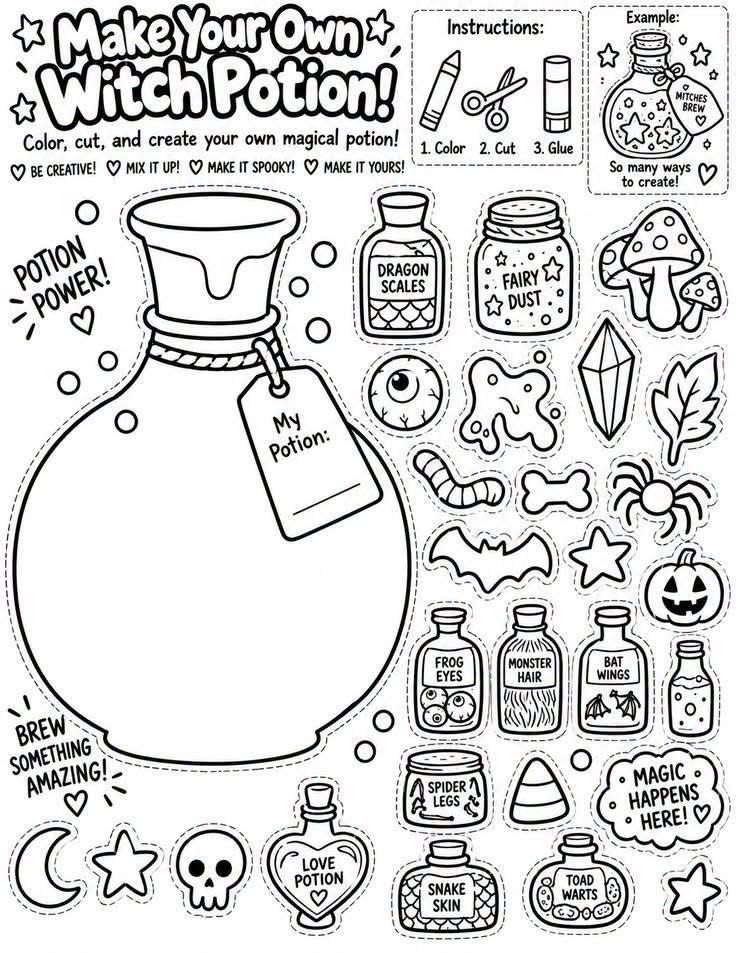 Make Your Own
Witch Potion!
Color, cut, and create your own magical potion!
BE CREATIVE! MIX IT UP! MAKE IT SPOOKY! MAKE IT YOURS!
Instructions:
1. Color 2. Cut 3. Glue
Example:
MITCHES
BREW
So many ways
to create!
POTION
POWER!
My
Potion:
DRAGON
SCALES
FAIRY
DUST
FROG
EYES
MONSTER
HAIR
BAT
WINGS
BREW
SOMETHING
AMAZING!
SPIDER
LEGS
MAGIC
HAPPENS
HERE!
LOVE
POTION
SNAKE
SKIN
TOAD
WARTS